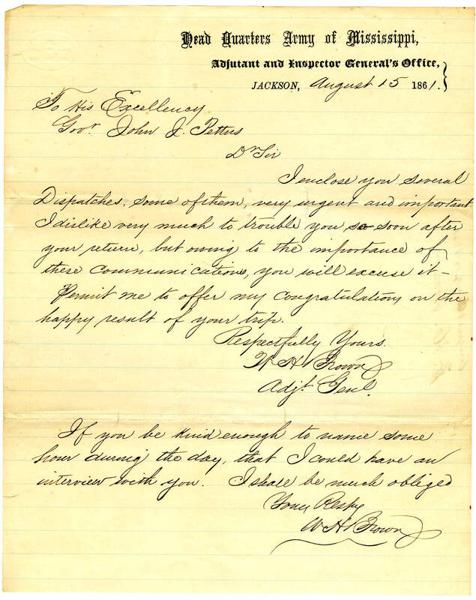 Head Quarters Army of Mississippi,
Adjutant and Inspector General's Office,
JACKSON, August 15 1861.
To His Excellency
Govr. John J. Pettus
Dr Sir
I enclose you several
Dispatches, some of them, very urgent and important
I dislike very much to trouble you so soon after
your return, but owing to the importance of
these Communications, you will excuse it—
Permit me to offer my Congratulations on the
happy result of your trip.
Respectfully Yours.
W. H. Brown
Adjt. Genl.
If you be kind enough to name some
hour during the day, that I could have an
interview with you. I shall be much obliged
Yours Respy
W H Brown